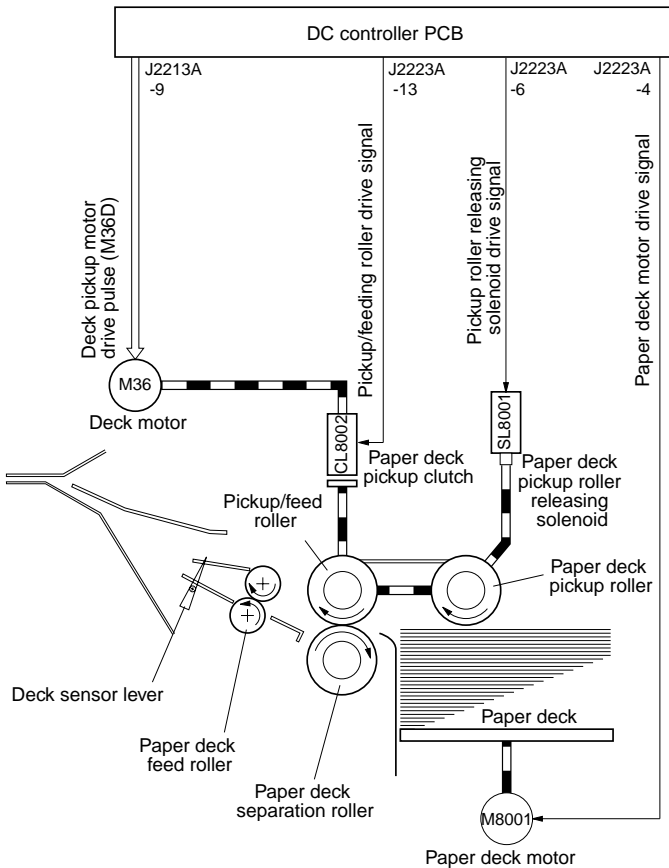 DC controller PCB
J2213A
-9
J2223A
-13
J2223A
-6
J2223A
-4
Deck pickup motor
drive pulse (M36D)
Pickup/feeding roller drive signal
Pickup roller releasing
solenoid drive signal
Paper deck motor drive signal
M36
Deck motor
CL8002
Paper deck
pickup clutch
SL8001
Paper deck
pickup roller
releasing
solenoid
Pickup/feed
roller
Paper deck
pickup roller
Deck sensor lever
Paper deck
feed roller
Paper deck
separation roller
Paper deck
M8001
Paper deck motor